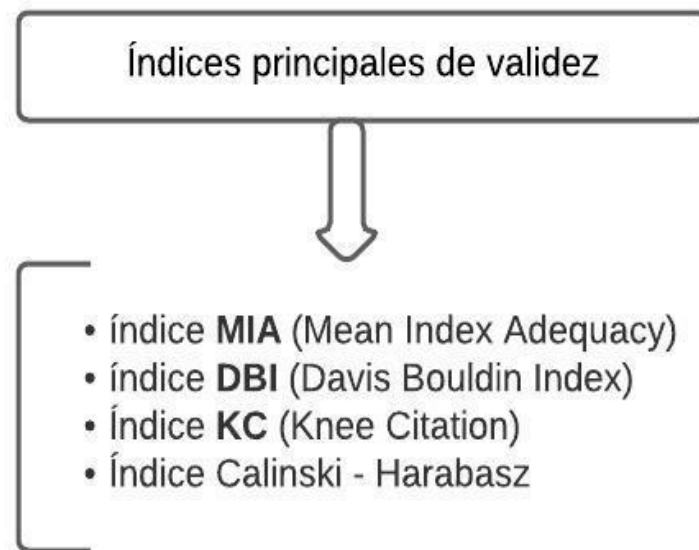 Índices principales de validez
• índice MIA (Mean Index Adequacy)
• índice DBI (Davis Bouldin Index)
• Índice KC (Knee Citation)
• Índice Calinski - Harabasz